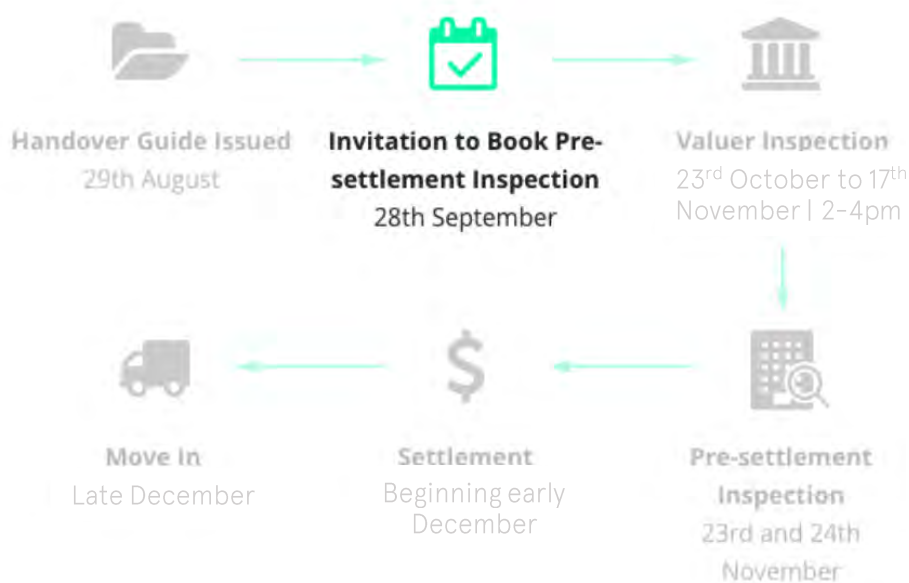 Handover Guide Issued
29th August
Invitation to Book Pre-
settlement Inspection
28th September
Valuer Inspection
23rd October to 17th
November | 2-4pm
Move In
Late December
Settlement
Beginning early
December
Pre-settlement
Inspection
23rd and 24th
November